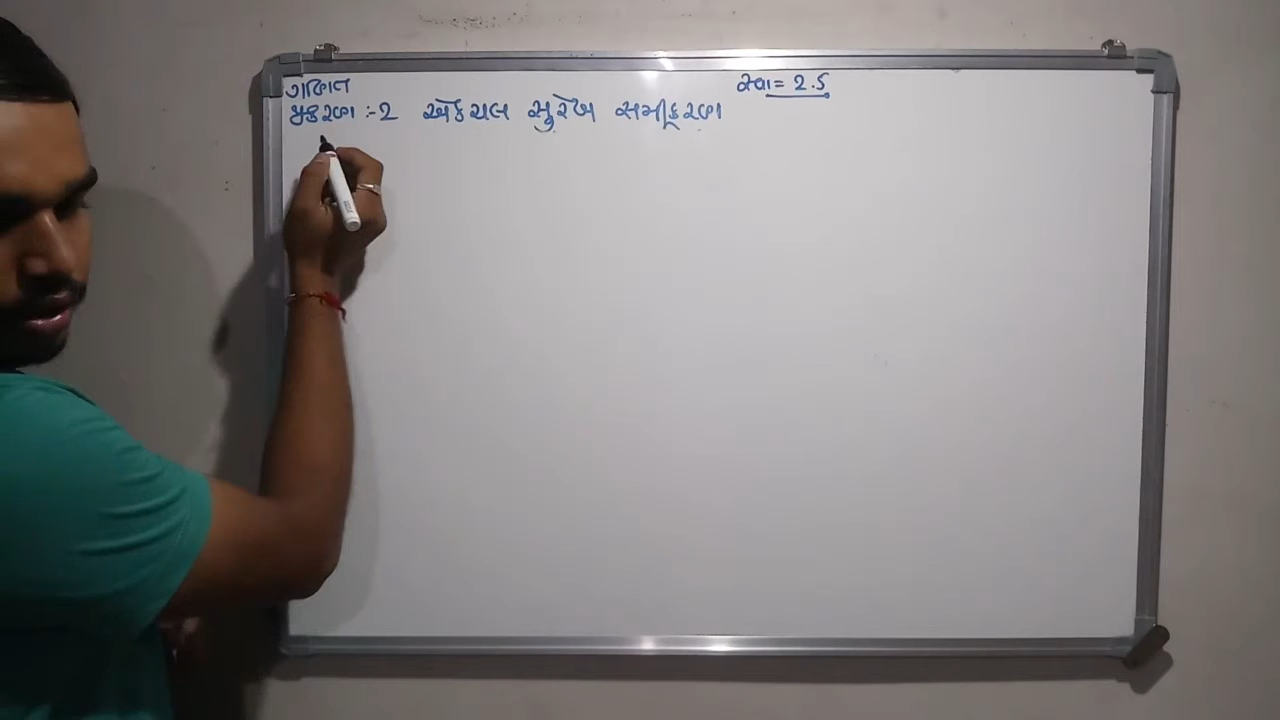 ગણિત
સ્વા = 2.5
પ્રકરણ :- 2 એકચલ સુરેખ સમીકરણ